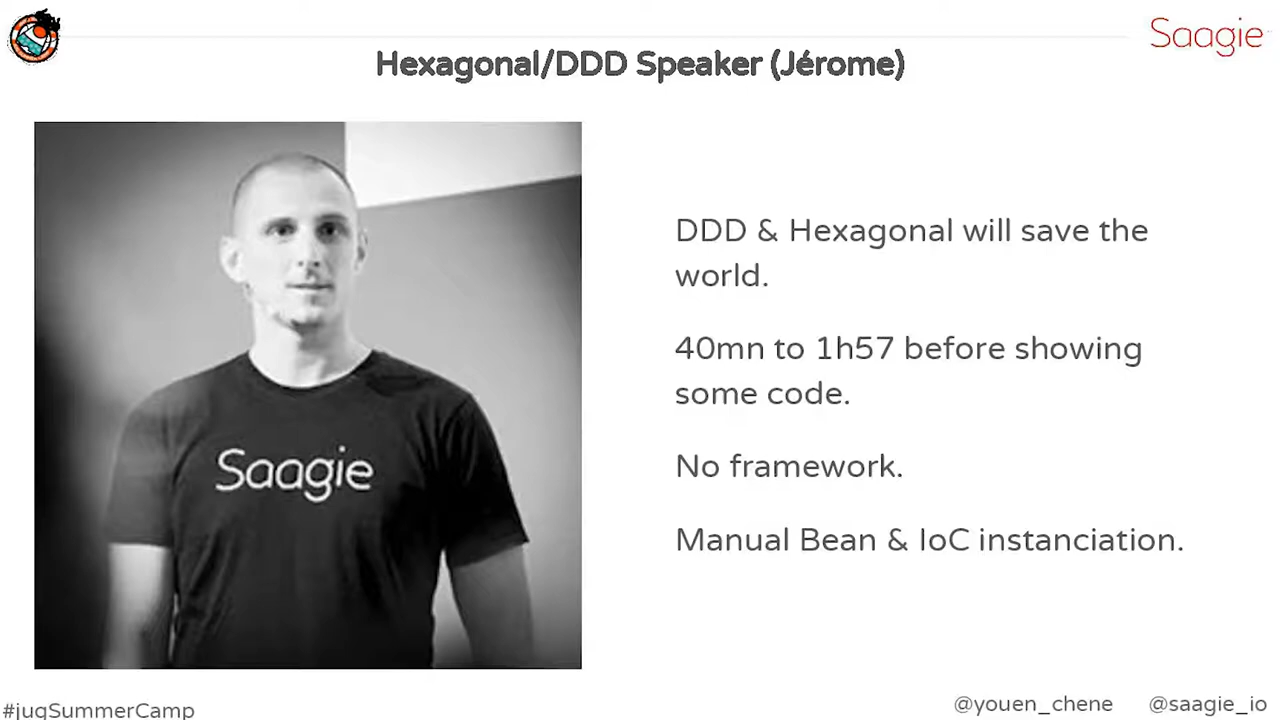 Saagie
Hexagonal/DDD Speaker (Jérome)
Saagie
DDD & Hexagonal will save the
world.
40mn to 1h57 before showing
some code.
No framework.
Manual Bean & IoC instanciation.
#jugSummerCamp
@youen_chene @saagie_io